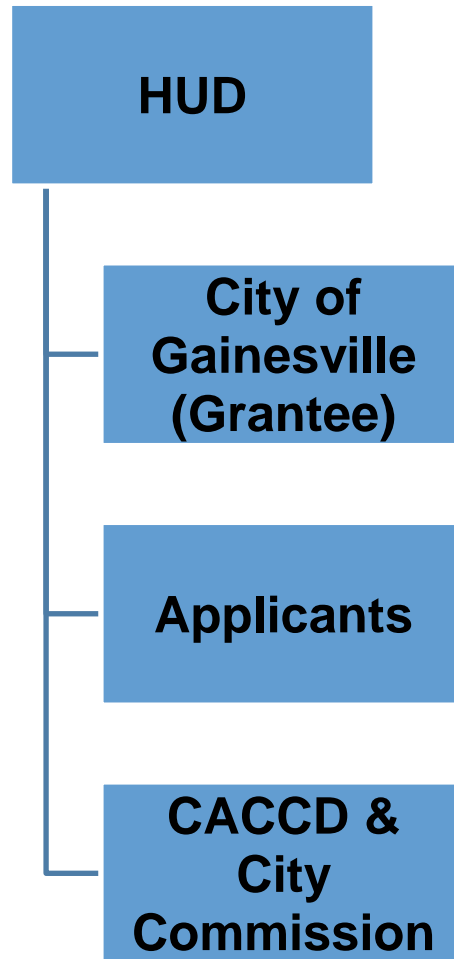 HUD
City of
Gainesville
(Grantee)
Applicants
CACCD &
City
Commission